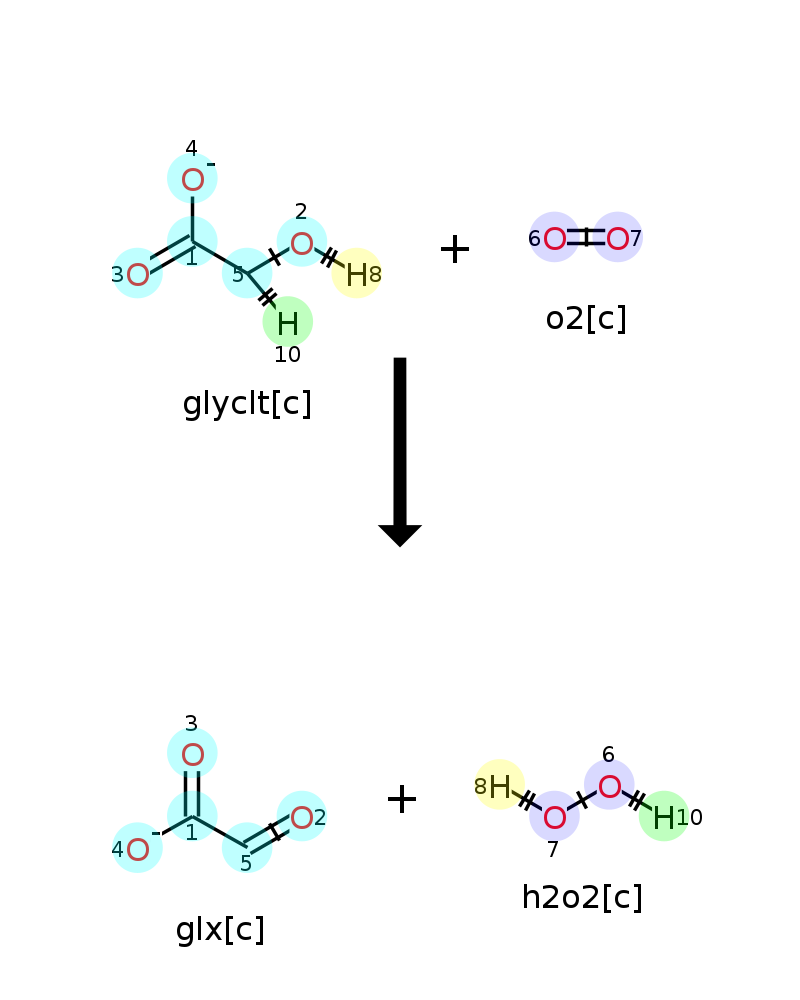 4
O-
2
O
3 O
1
5
H 8
H
10
+
6 O O 7
o2[c]
glyclt[c]
3
O
4 O-
1
5
O 2
glx[c]
+
8 H
6
O
O
7
H 10
h2o2[c]